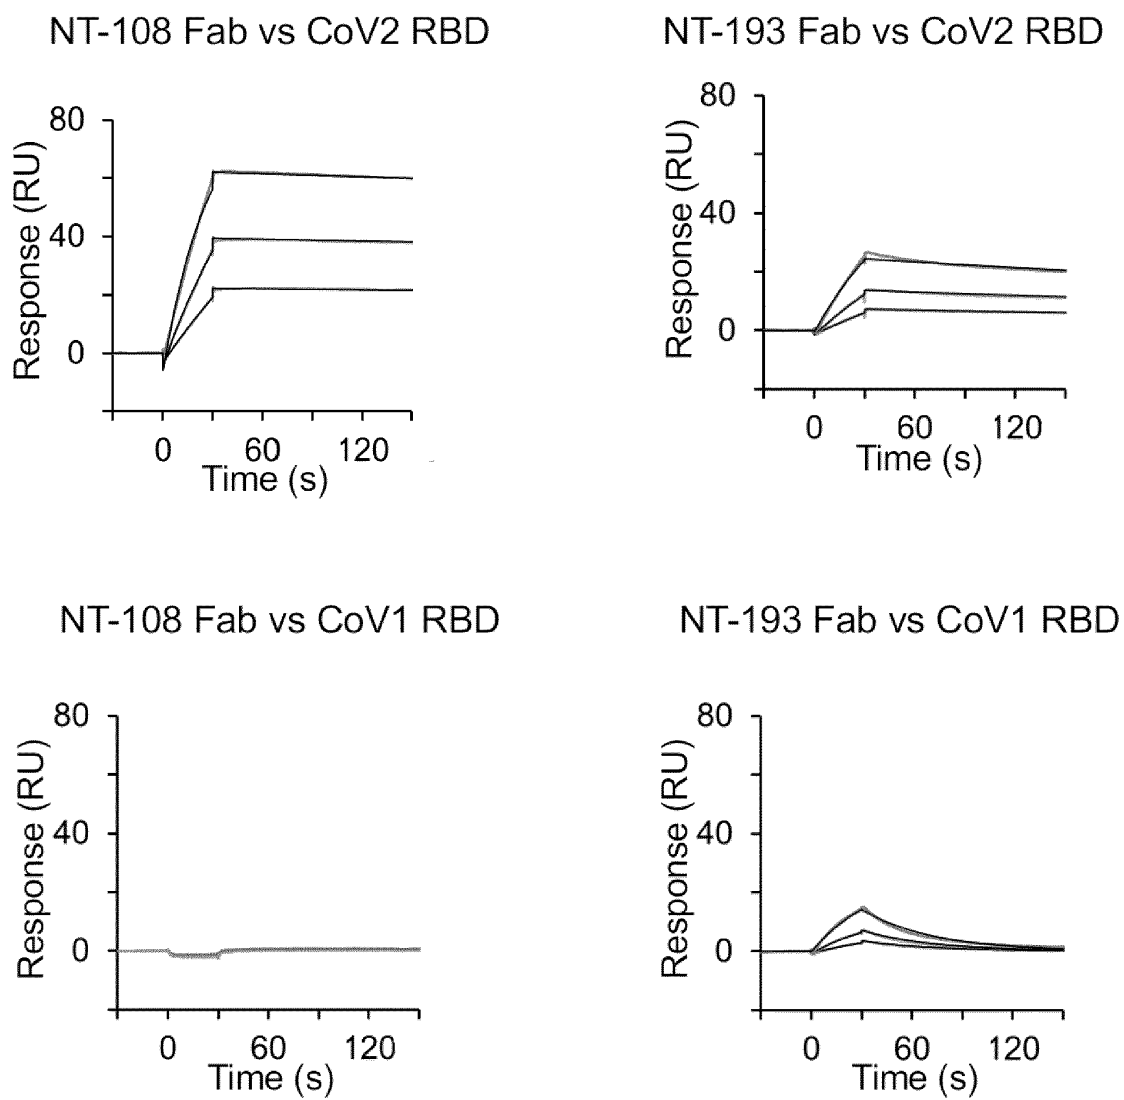 NT-108 Fab vs CoV2 RBD
80
40
0
Response (RU)
0 60 120
Time (s)
NT-193 Fab vs CoV2 RBD
80
40
0
Response (RU)
0 60 120
Time (s)
NT-108 Fab vs CoV1 RBD
80
40
0
Response (RU)
0 60 120
Time (s)
NT-193 Fab vs CoV1 RBD
80
40
0
Response (RU)
0 60 120
Time (s)